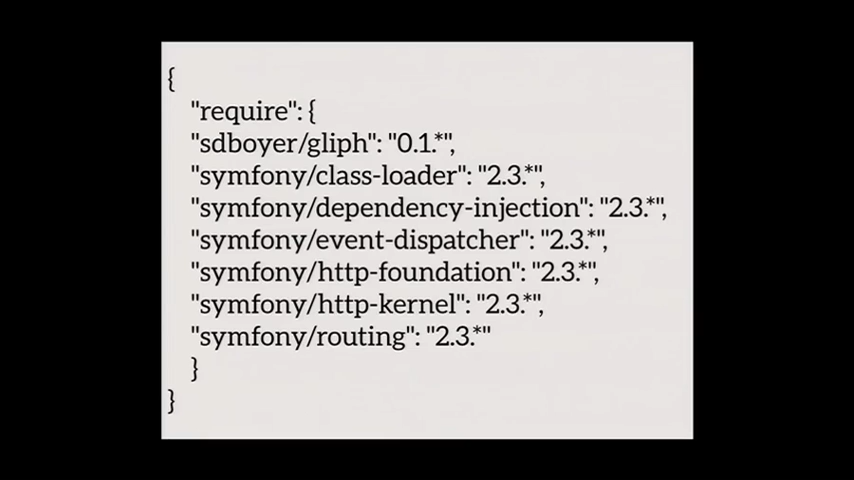 {
"require": {
"sdboyer/gliph": "0.1.*",
"symfony/class-loader": "2.3.*",
"symfony/dependency-injection": "2.3.*",
"symfony/event-dispatcher": "2.3.*",
"symfony/http-foundation": "2.3.*",
"symfony/http-kernel": "2.3.*",
"symfony/routing": "2.3.*"
}
}